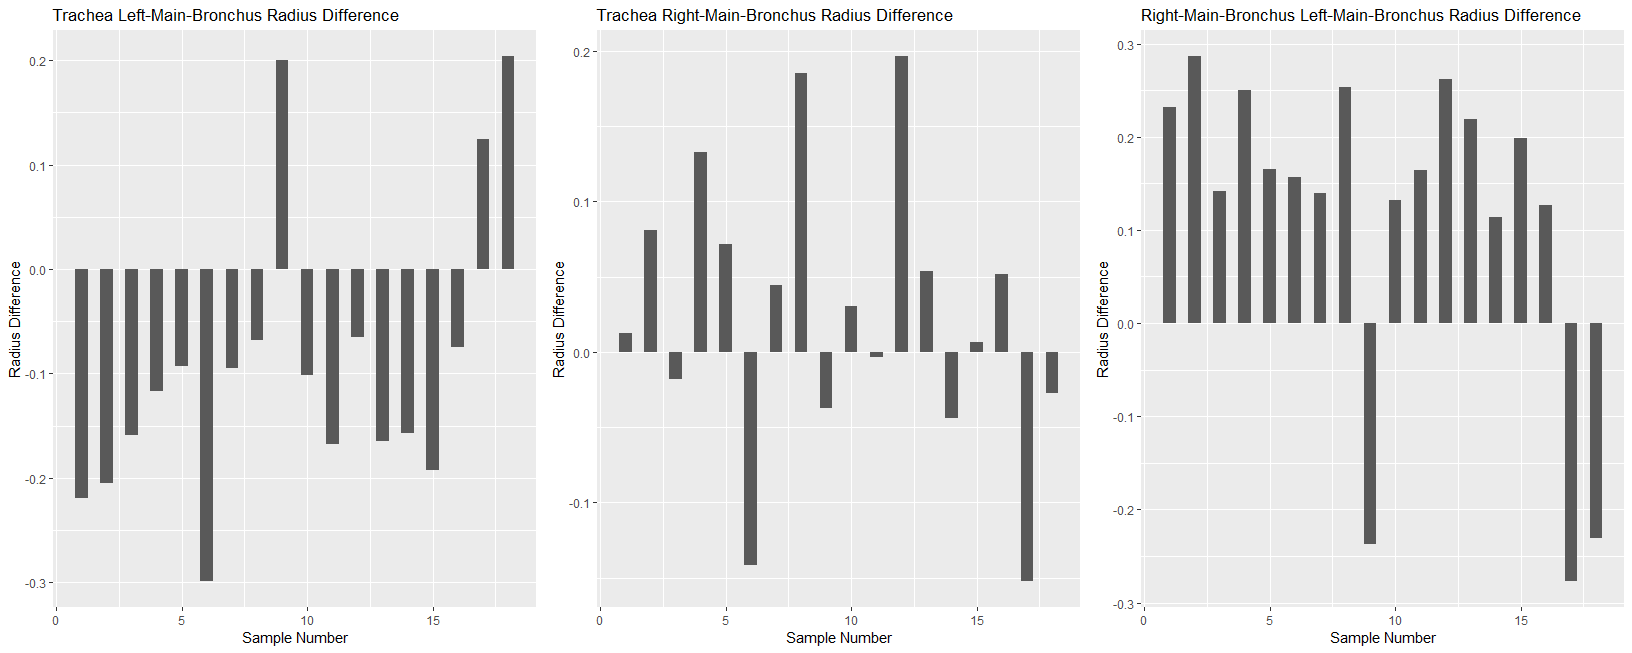 Trachea Left-Main-Bronchus Radius Difference
Radius Difference
0.2
0.1
0.0
-0.1
-0.2
-0.3
0 5 10 15
Sample Number
Trachea Right-Main-Bronchus Radius Difference
Radius Difference
0.2
0.1
0.0
-0.1
0 5 10 15
Sample Number
Right-Main-Bronchus Left-Main-Bronchus Radius Difference
Radius Difference
0.3
0.2
0.1
0.0
-0.1
-0.2
-0.3
0 5 10 15
Sample Number